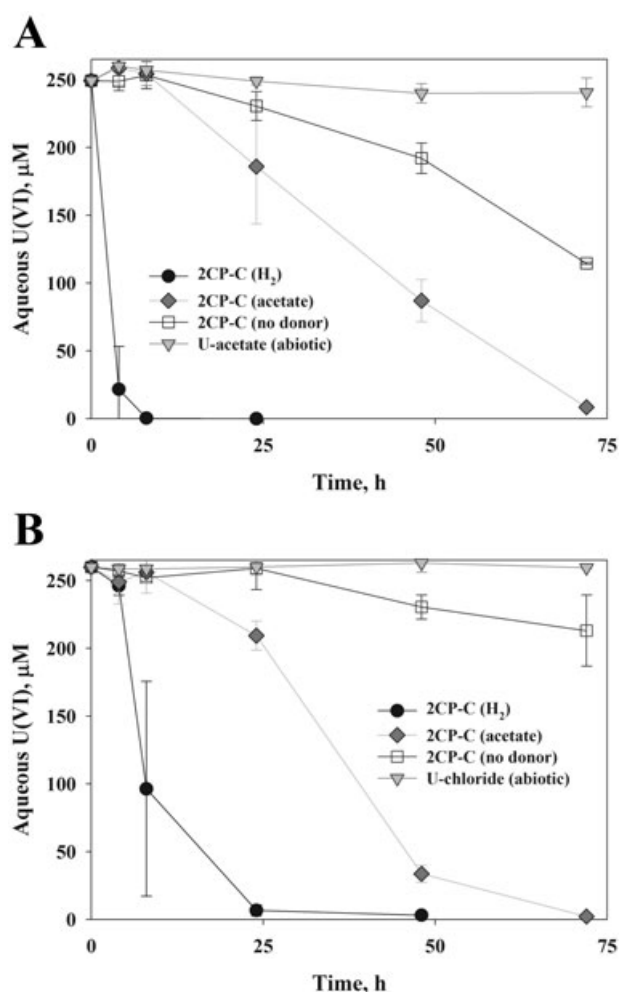 A
Aqueous U(VI), μM
250
200
150
100
50
0
2CP-C (H₂)
2CP-C (acetate)
2CP-C (no donor)
U-acetate (abiotic)
0
25
50
75
Time, h
B
Aqueous U(VI), μM
250
200
150
100
50
0
2CP-C (H₂)
2CP-C (acetate)
2CP-C (no donor)
U-chloride (abiotic)
0
25
50
75
Time, h